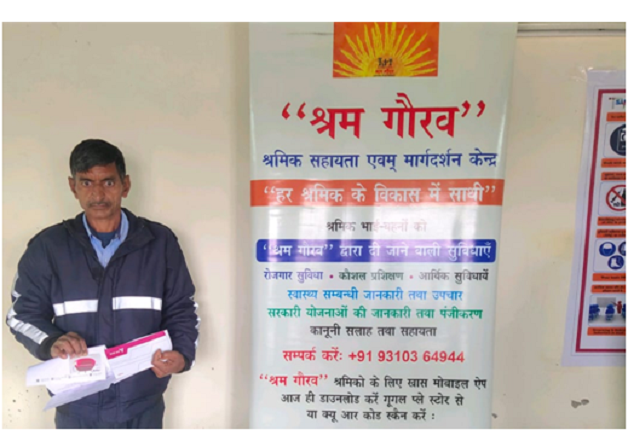 “श्रम गौरव”
श्रमिक सहायता एवम् मार्गदर्शन केन्द्र
“हर श्रमिक के विकास में साथी”
श्रमिक भाई-बहनों को
“श्रम गौरव” द्वारा दी जाने वाली सुविधाएँ
रोजगार सुविधा • कौशल प्रशिक्षण • आर्थिक सुविधायें
स्वास्थ्य सम्बन्धी जानकारी तथा उपचार
सरकारी योजनाओं की जानकारी तथा पंजीकरण
कानूनी सलाह तथा सहायता
सम्पर्क करें: +91 93103 64944
“श्रम गौरव” श्रमिको के लिए खास मोबाइल ऐप
आज ही डाउनलोड करें गूगल प्ले स्टोर से
या क्यू आर कोड स्कैन करें :